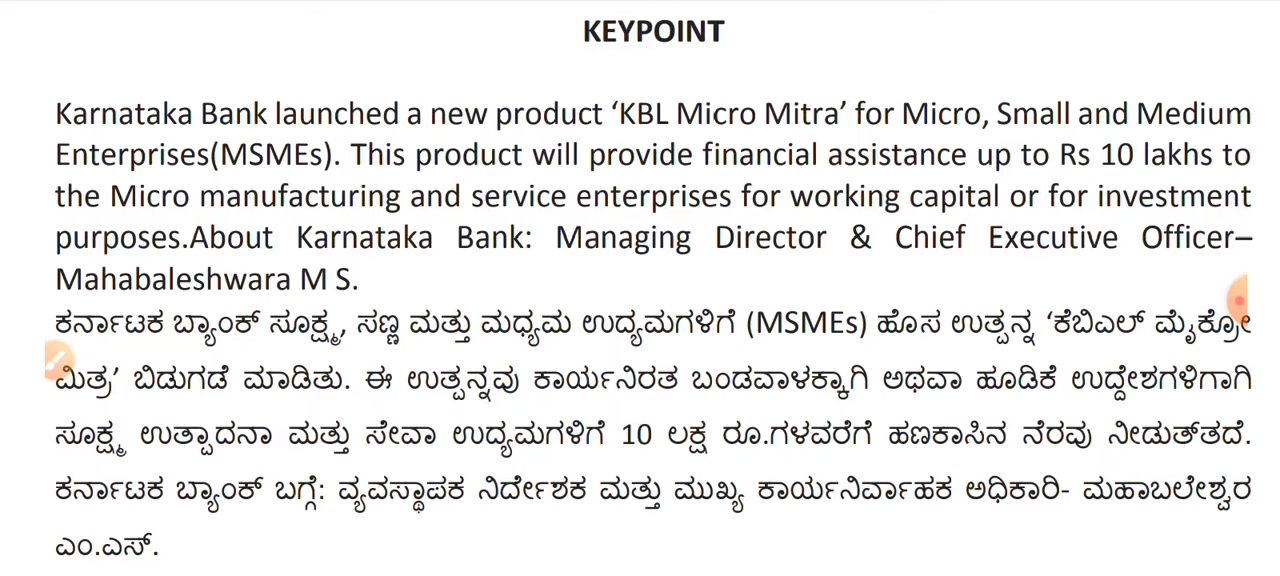 KEYPOINT
Karnataka Bank launched a new product ‘KBL Micro Mitra’ for Micro, Small and Medium
Enterprises(MSMEs). This product will provide financial assistance up to Rs 10 lakhs to
the Micro manufacturing and service enterprises for working capital or for investment
purposes.About Karnataka Bank: Managing Director & Chief Executive Officer–
Mahabaleshwara M S.
ಕರ್ನಾಟಕ ಬ್ಯಾಂಕ್ ಸೂಕ್ಷ್ಮ, ಸಣ್ಣ ಮತ್ತು ಮಧ್ಯಮ ಉದ್ಯಮಗಳಿಗೆ (MSMEs) ಹೊಸ ಉತ್ಪನ್ನ ‘ಕೆಬಿಎಲ್ ಮೈಕ್ರೋ
ಮಿತ್ರ’ ಬಿಡುಗಡೆ ಮಾಡಿತು. ಈ ಉತ್ಪನ್ನವು ಕಾರ್ಯನಿರತ ಬಂಡವಾಳಕ್ಕಾಗಿ ಅಥವಾ ಹೂಡಿಕೆ ಉದ್ದೇಶಗಳಿಗಾಗಿ
ಸೂಕ್ಷ್ಮ ಉತ್ಪಾದನಾ ಮತ್ತು ಸೇವಾ ಉದ್ಯಮಗಳಿಗೆ 10 ಲಕ್ಷ ರೂ.ಗಳವರೆಗೆ ಹಣಕಾಸಿನ ನೆರವು ನೀಡುತ್ತದೆ.
ಕರ್ನಾಟಕ ಬ್ಯಾಂಕ್ ಬಗ್ಗೆ: ವ್ಯವಸ್ಥಾಪಕ ನಿರ್ದೇಶಕ ಮತ್ತು ಮುಖ್ಯ ಕಾರ್ಯನಿರ್ವಾಹಕ ಅಧಿಕಾರಿ- ಮಹಾಬಲೇಶ್ವರ
ಎಂ.ಎಸ್.